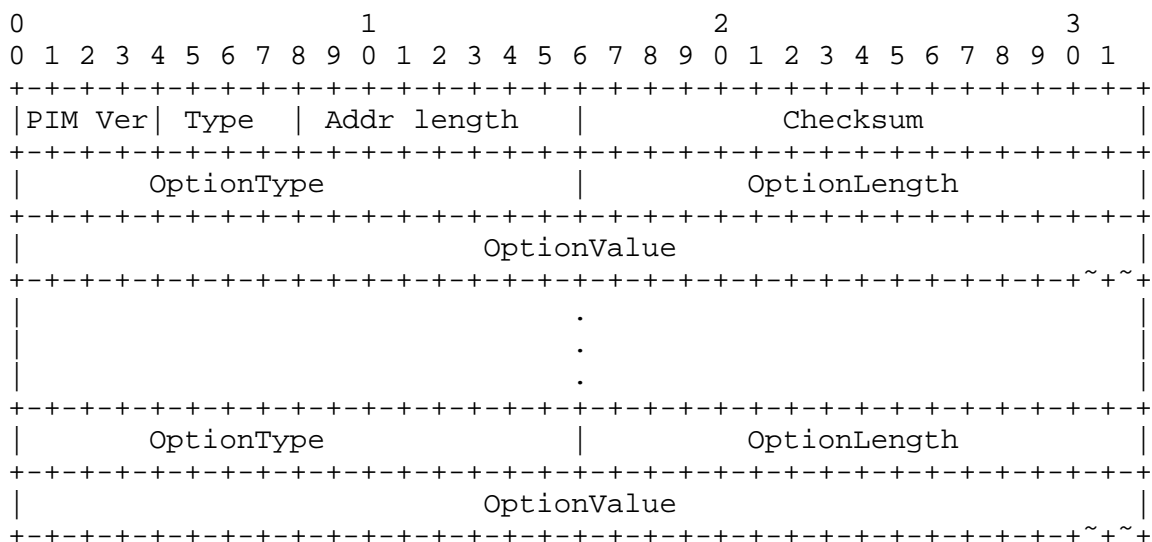 0                   1                   2                   3
0 1 2 3 4 5 6 7 8 9 0 1 2 3 4 5 6 7 8 9 0 1 2 3 4 5 6 7 8 9 0 1
+-+-+-+-+-+-+-+-+-+-+-+-+-+-+-+-+-+-+-+-+-+-+-+-+-+-+-+-+-+-+-+-+
|PIM Ver| Type  | Addr length   |           Checksum            |
+-+-+-+-+-+-+-+-+-+-+-+-+-+-+-+-+-+-+-+-+-+-+-+-+-+-+-+-+-+-+-+-+
|       OptionType              |         OptionLength          |
+-+-+-+-+-+-+-+-+-+-+-+-+-+-+-+-+-+-+-+-+-+-+-+-+-+-+-+-+-+-+-+-+
|                          OptionValue                          |
+-+-+-+-+-+-+-+-+-+-+-+-+-+-+-+-+-+-+-+-+-+-+-+-+-+-+-+-+-+-+~+~+
|                               .                               |
|                               .                               |
|                               .                               |
+-+-+-+-+-+-+-+-+-+-+-+-+-+-+-+-+-+-+-+-+-+-+-+-+-+-+-+-+-+-+-+-+
|       OptionType              |         OptionLength          |
+-+-+-+-+-+-+-+-+-+-+-+-+-+-+-+-+-+-+-+-+-+-+-+-+-+-+-+-+-+-+-+-+
|                          OptionValue                          |
+-+-+-+-+-+-+-+-+-+-+-+-+-+-+-+-+-+-+-+-+-+-+-+-+-+-+-+-+-+-+~+~+